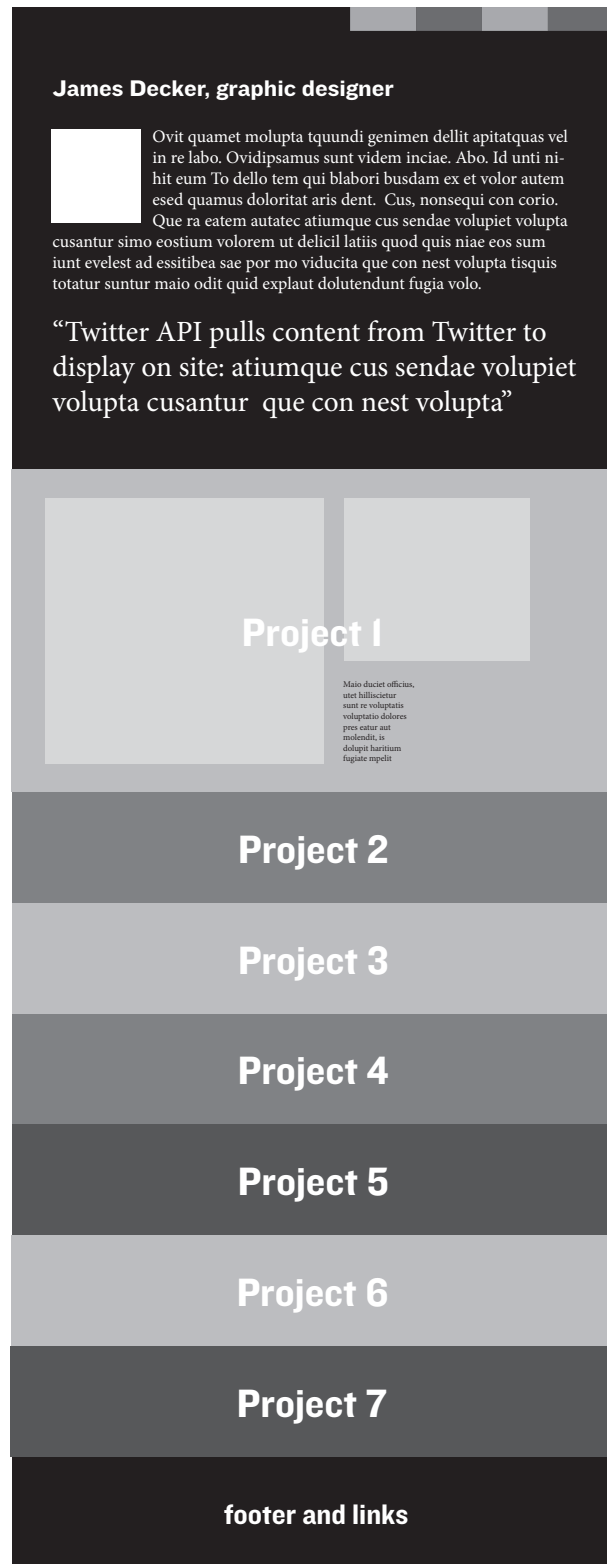 James Decker, graphic designer
Ovit quamet molupta tquundi genimen dellit apitatquas vel
in re labo. Ovidipsamus sunt videm inciae. Abo. Id unti ni-
hit eum To dello tem qui blabori busdam ex et volor autem
esed quamus doloritat aris dent.  Cus, nonsequi con corio.
Que ra eatem autatec atiumque cus sendae volupiet volupta
cusantur simo eostium volorem ut delicil latiis quod quis niae eos sum
iunt evelest ad essitibea sae por mo viducita que con nest volupta tisquis
totatur suntur maio odit quid explaut dolutendunt fugia volo.
“Twitter API pulls content from Twitter to
display on site: atiumque cus sendae volupiet
volupta cusantur  que con nest volupta”
Project 1
Maio duciet officius,
utet hilliscietur
sunt re voluptatis
voluptatio dolores
pres eatur aut
molendit, is
dolupit haritium
fugiate mpelit
Project 2
Project 3
Project 4
Project 5
Project 6
Project 7
footer and links